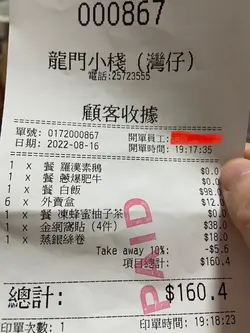 000867
龍門小棧（灣仔）
電話:25723555
顧客收據
單號: 0172000867 開單員工:
日期: 2022-08-16 開單時間: 19:17:35
1 x 餐 羅漢素鵝 $0.0
1 x 餐 蔥爆肥牛 $0.0
1 x 餐 白飯 $98.0
6 x 外賣盒 $12.0
1 x 餐 凍蜂蜜柚子茶 $0.0
1 x 金網窩貼（4件） $38.0
1 x 蒸銀絲卷 $18.0
Take away 10% -$5.6
項目總計: $160.4
PAID
總計: $160.4
印單次數: 1 印單時間: 19:18:23